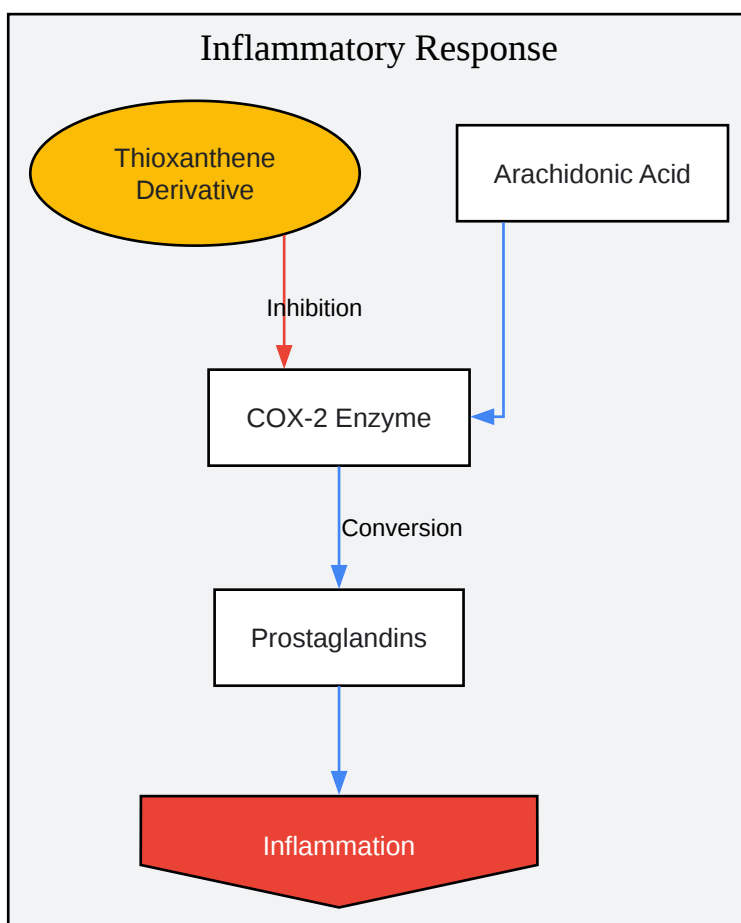 Inflammatory Response
Thioxanthene
Derivative
Arachidonic Acid
Inhibition
COX-2 Enzyme
Conversion
Prostaglandins
Inflammation